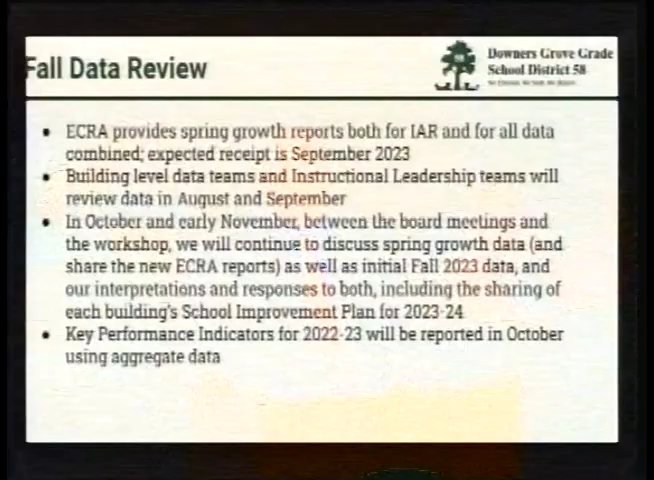 Fall Data Review
Downers Grove Grade
School District 58
• ECRA provides spring growth reports both for IAR and for all data
combined; expected receipt is September 2023
• Building level data teams and Instructional Leadership teams will
review data in August and September
• In October and early November, between the board meetings and
the workshop, we will continue to discuss spring growth data (and
share the new ECRA reports) as well as initial Fall 2023 data, and
our interpretations and responses to both, including the sharing of
each building's School Improvement Plan for 2023-24
• Key Performance Indicators for 2022-23 will be reported in October
using aggregate data